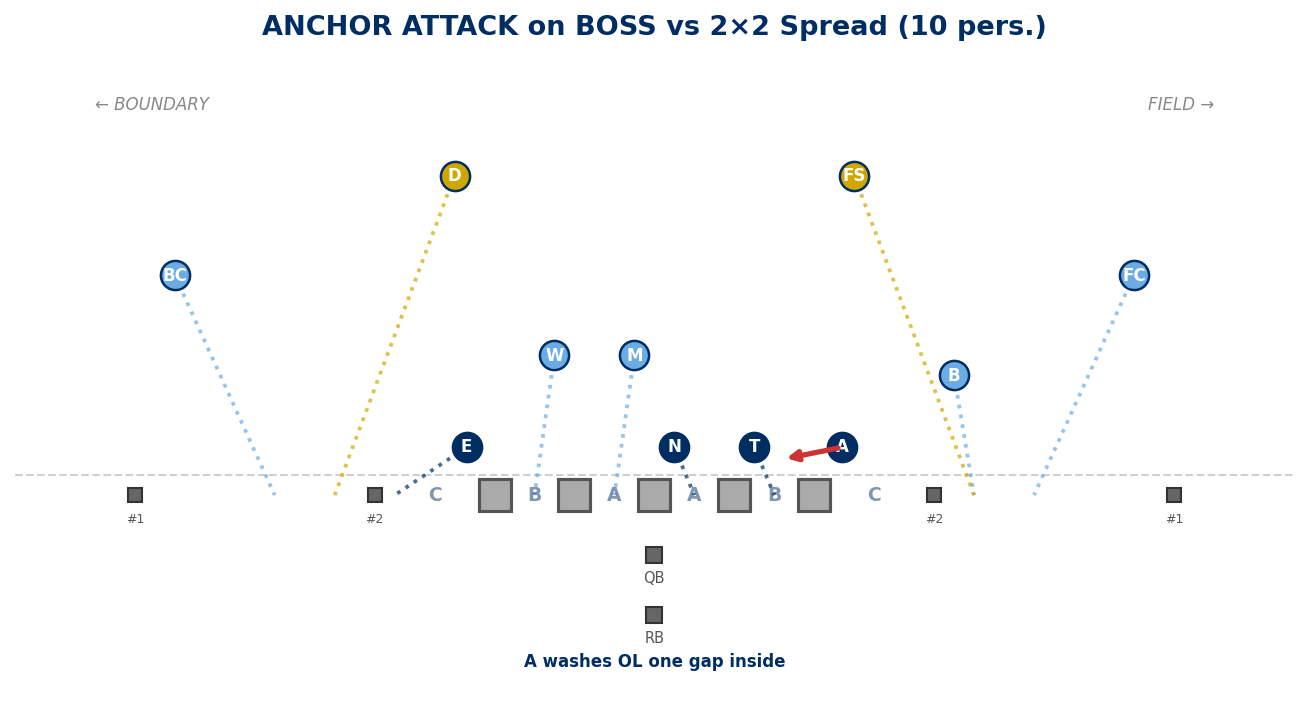 ANCHOR ATTACK on BOSS vs 2×2 Spread (10 pers.)
← BOUNDARY
FIELD →
D
FS
BC
FC
W
M
B
E
N
T
A
C
B
A
A
B
C
#1
#2
#2
#1
QB
RB
A washes OL one gap inside